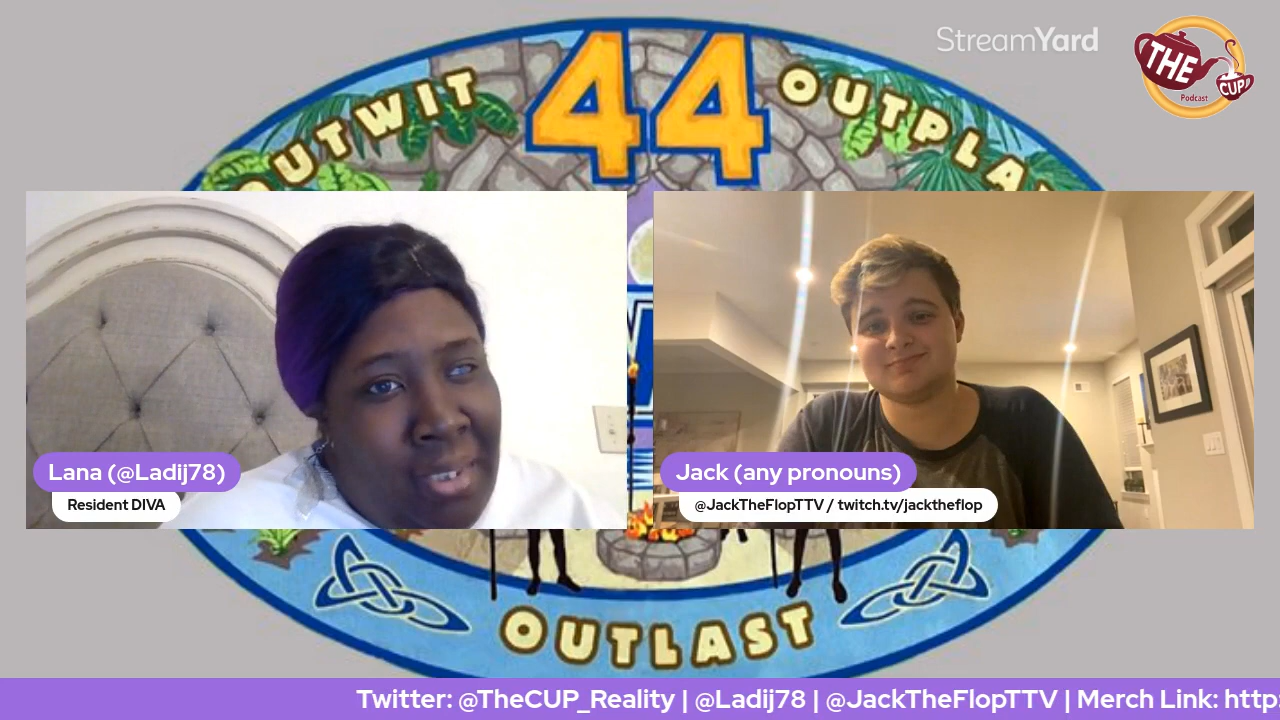 OUTWIT
44
OUTPLA
StreamYard
THE
CUP
Podcast
Lana (@Ladij78)
Resident DIVA
Jack (any pronouns)
@JackTheFlopTTV / twitch.tv/jacktheflop
OUTLAST
Twitter: @TheCUP_Reality | @Ladij78 | @JackTheFlopTTV | Merch Link: http